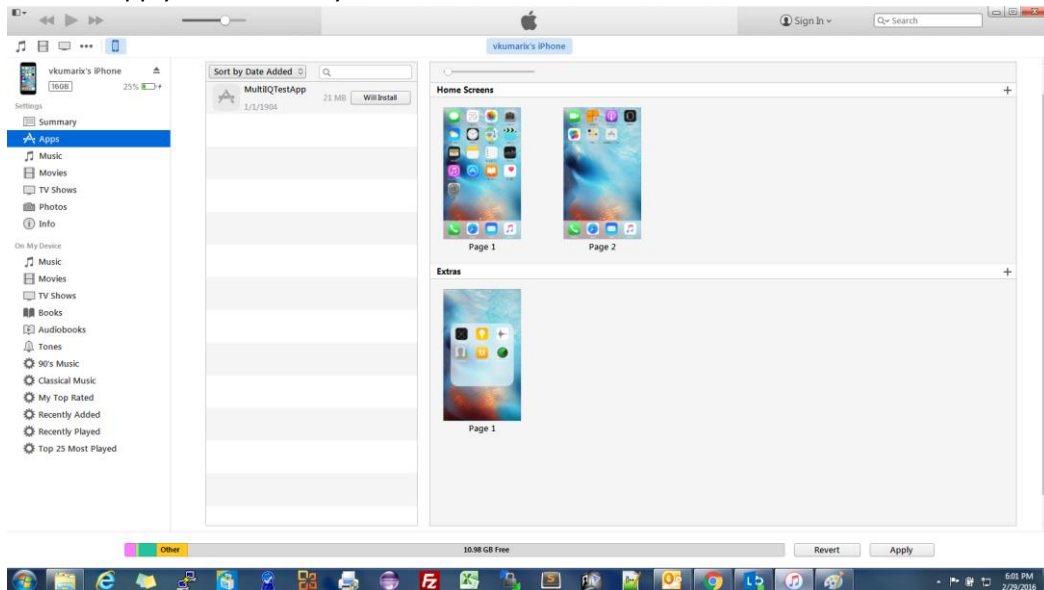 Sign In
Search
vkumarix's iPhone
vkumarix's iPhone
16GB
25%
Settings
Summary
Apps
Music
Movies
TV Shows
Photos
Info
On My Device
Music
Movies
TV Shows
Books
Audiobooks
Tones
90's Music
Classical Music
My Top Rated
Recently Added
Recently Played
Top 25 Most Played
Sort by Date Added
MultiIQTestApp
1/1/1904
21 MB
Will Install
Home Screens
Page 1
Page 2
Extras
Page 1
Other
10.98 GB Free
Revert
Apply
6:01 PM
2/29/2016